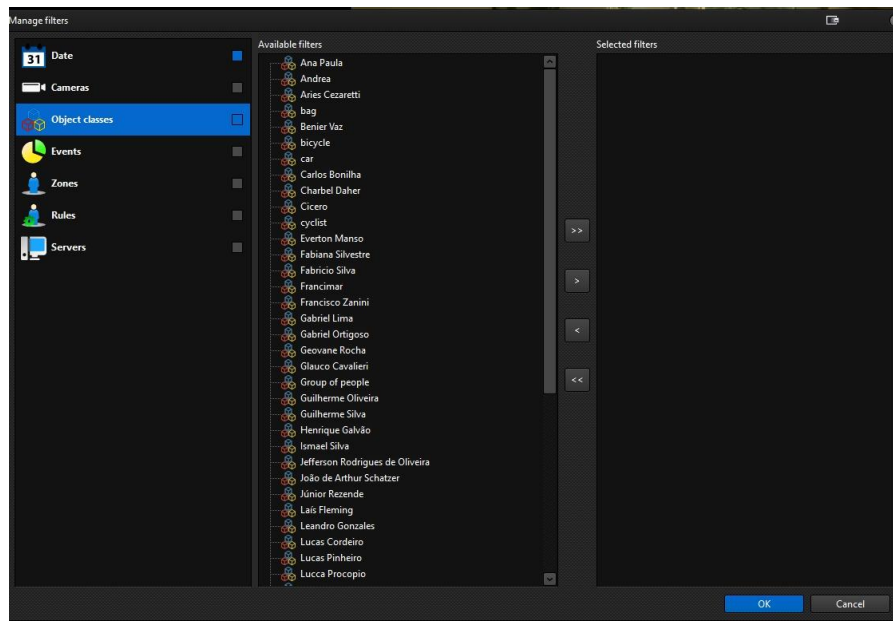 Manage filters
31
Date
Cameras
Object classes
Events
Zones
Rules
Servers
Available filters
Ana Paula
Andrea
Aries Cezaretti
bag
Benier Vaz
bicycle
car
Carlos Bonilha
Charbel Daher
Cicero
cyclist
Everton Manso
Fabiana Silvestre
Fabricio Silva
Francimar
Francisco Zanini
Gabriel Lima
Gabriel Ortigoso
Geovane Rocha
Glauco Cavalieri
Group of people
Guilherme Oliveira
Guilherme Silva
Henrique Galvão
Ismael Silva
Jefferson Rodrigues de Oliveira
João de Arthur Schatzer
Júnior Rezende
Laís Fleming
Leandro Gonzales
Lucas Cordeiro
Lucas Pinheiro
Lucca Procopio
>>
>
<
<<
Selected filters
OK
Cancel